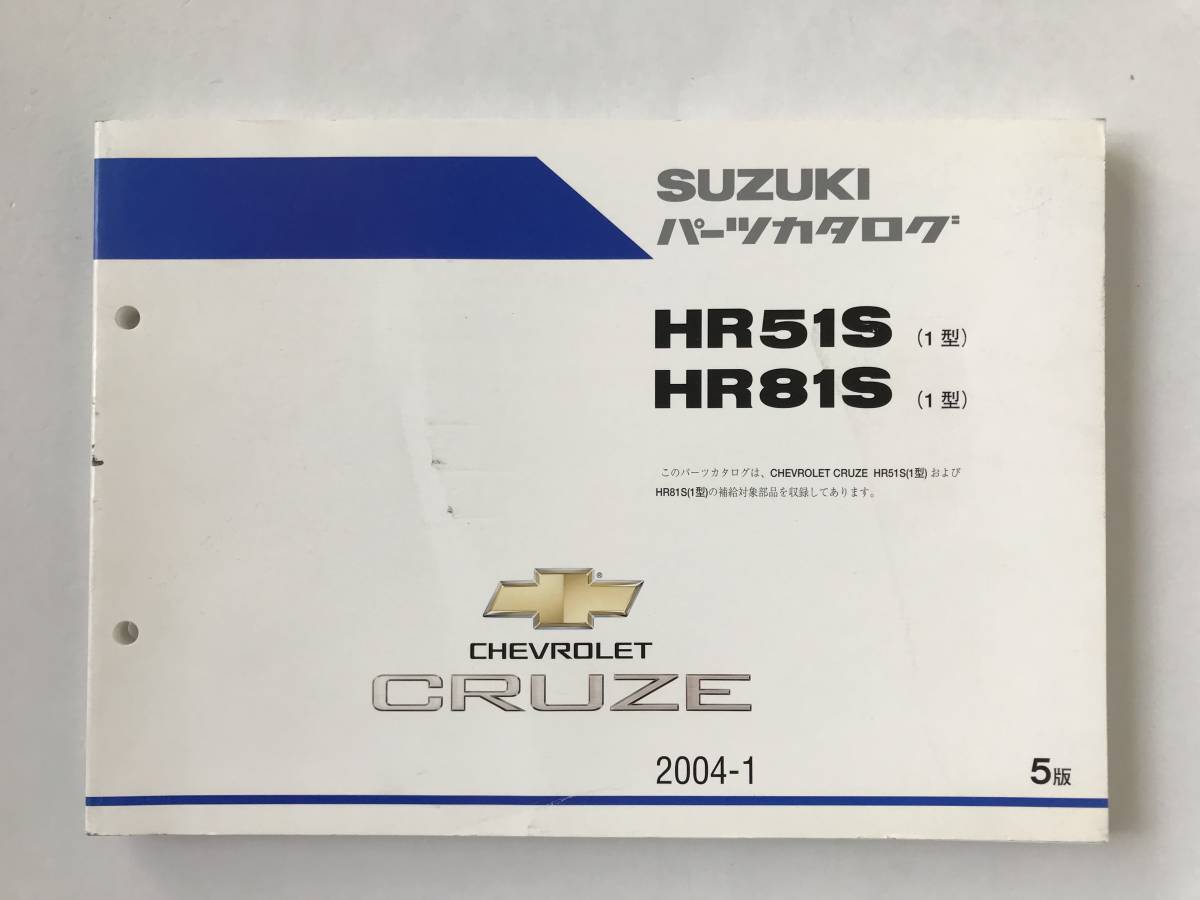 SUZUKI
パーツカタログ
HR51S (1型)
HR81S (1型)
このパーツカタログは、CHEVROLET CRUZE HR51S(1型) および
HR81S(1型)の補給対象部品を収録してあります。
®
CHEVROLET
CRUZE
2004-1 5版